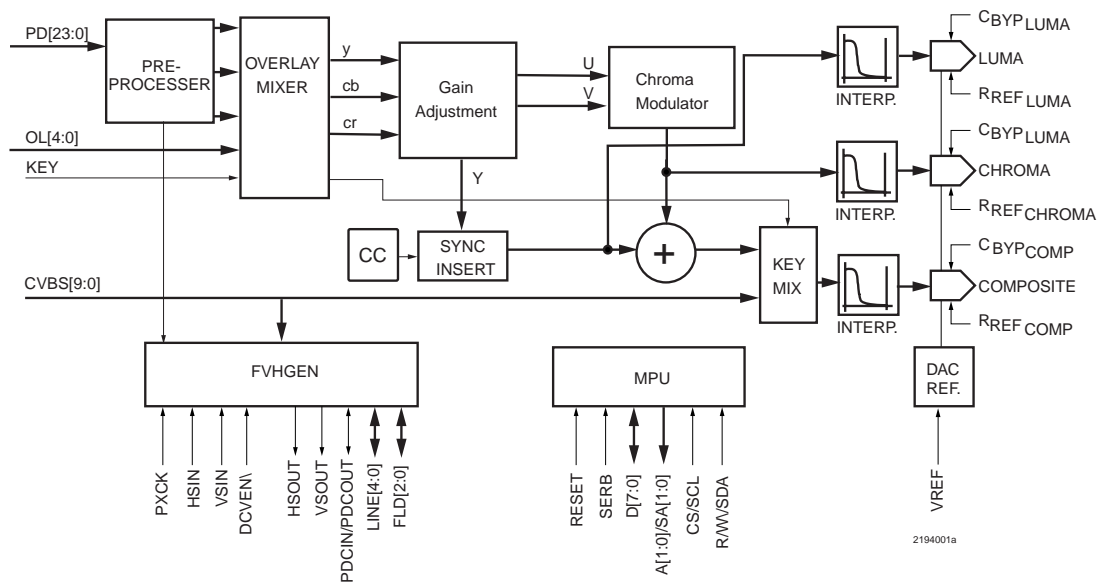 PD[23:0]
PRE-
PROCESSER
OVERLAY
MIXER
y
cb
cr
Gain
Adjustment
U
V
Chroma
Modulator
INTERP.
CBYPLUMA
LUMA
RREFLUMA
OL[4:0]
KEY
Y
INTERP.
CBYPLUMA
CHROMA
RREFCHROMA
CC
SYNC
INSERT
+
KEY
MIX
INTERP.
CBYPCOMP
COMPOSITE
RREFCOMP
CVBS[9:0]
FVHGEN
MPU
DAC
REF.
PXCK
HSIN
VSIN
DCVEN\
HSOUT
VSOUT
PDCIN/PDCOUT
LINE[4:0]
FLD[2:0]
RESET
SERB
D[7:0]
A[1:0]/SA[1:0]
CS/SCL
R/W\/SDA
VREF
2194001a